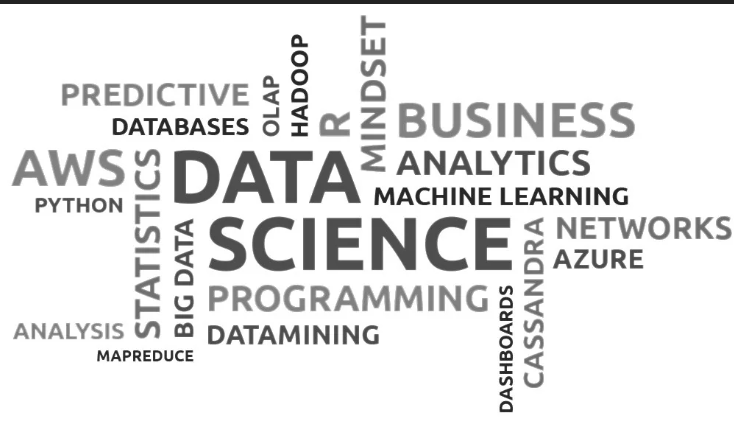 PREDICTIVE
OLAP
HADOOP
R
MINDSET
BUSINESS
DATABASES
AWS
STATISTICS
DATA
ANALYTICS
PYTHON
MACHINE LEARNING
BIG DATA
SCIENCE
CASSANDRA
NETWORKS
AZURE
PROGRAMMING
DASHBOARDS
ANALYSIS
DATAMINING
MAPREDUCE